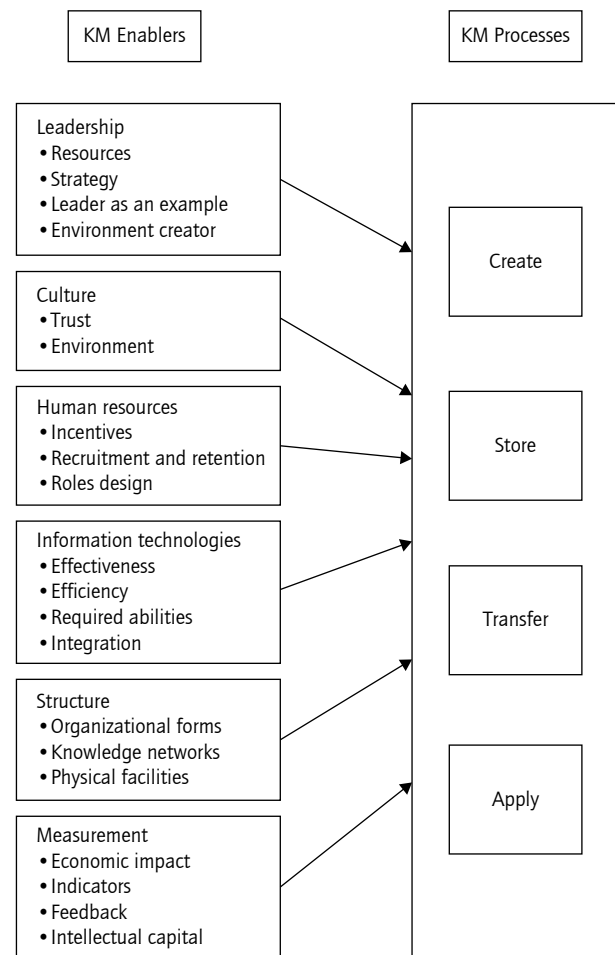 KM Enablers
KM Processes
Leadership
• Resources
• Strategy
• Leader as an example
• Environment creator
Culture
• Trust
• Environment
Human resources
• Incentives
• Recruitment and retention
• Roles design
Information technologies
• Effectiveness
• Efficiency
• Required abilities
• Integration
Structure
• Organizational forms
• Knowledge networks
• Physical facilities
Measurement
• Economic impact
• Indicators
• Feedback
• Intellectual capital
Create
Store
Transfer
Apply